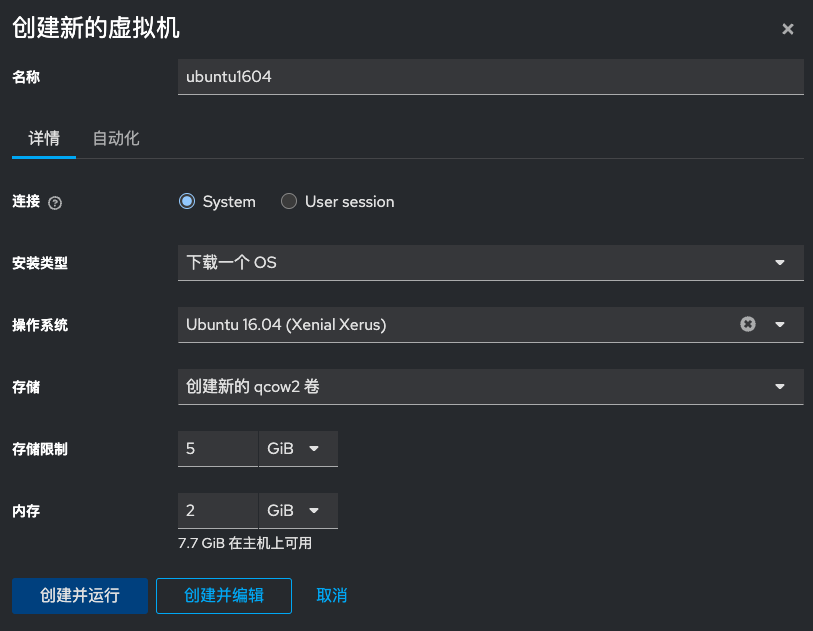 创建新的虚拟机
名称 ubuntu1604
详情 自动化
连接 System User session
安装类型 下载一个 OS
操作系统 Ubuntu 16.04 (Xenial Xerus)
存储 创建新的 qcow2 卷
存储限制 5 GiB
内存 2 GiB
7.7 GiB 在主机上可用
创建并运行 创建并编辑 取消